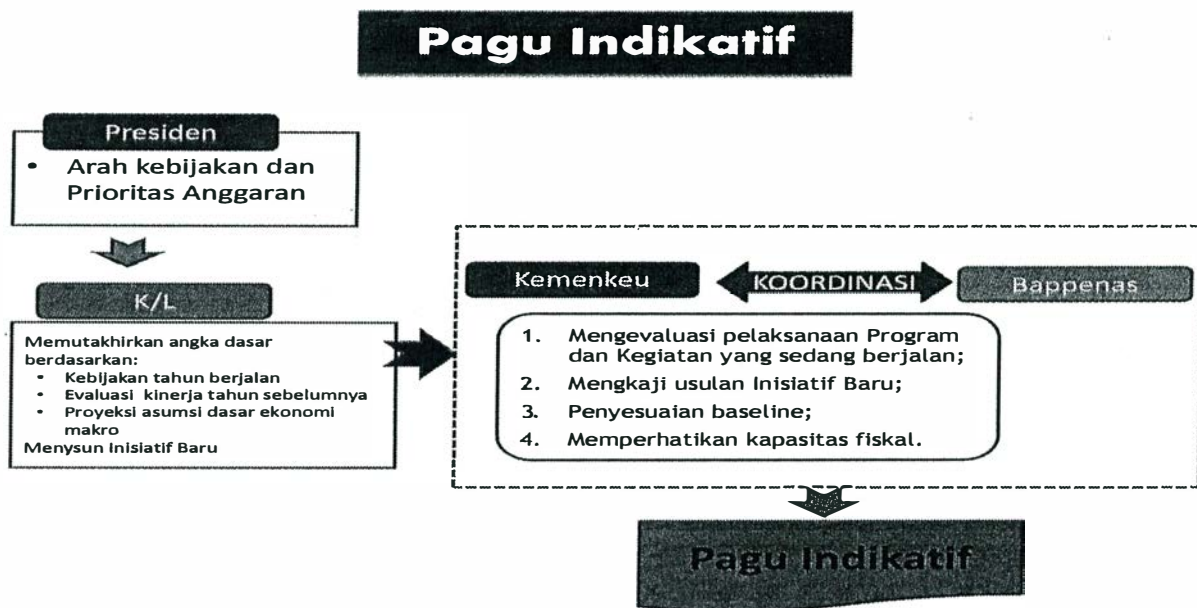 Pagu Indikatif
Presiden
• Arah kebijakan dan
Prioritas Anggaran
K/L
Memutakhirkan angka dasar
berdasarkan:
• Kebijakan tahun berjalan
• Evaluasi kinerja tahun sebelumnya
• Proyeksi asumsi dasar ekonomi
makro
Menysun Inisiatif Baru
Kemenkeu
KOORDINASI
Bappenas
1. Mengevaluasi pelaksanaan Program
dan Kegiatan yang sedang berjalan;
2. Mengkaji usulan Inisiatif Baru;
3. Penyesuaian baseline;
4. Memperhatikan kapasitas fiskal.
Pagu Indikatif